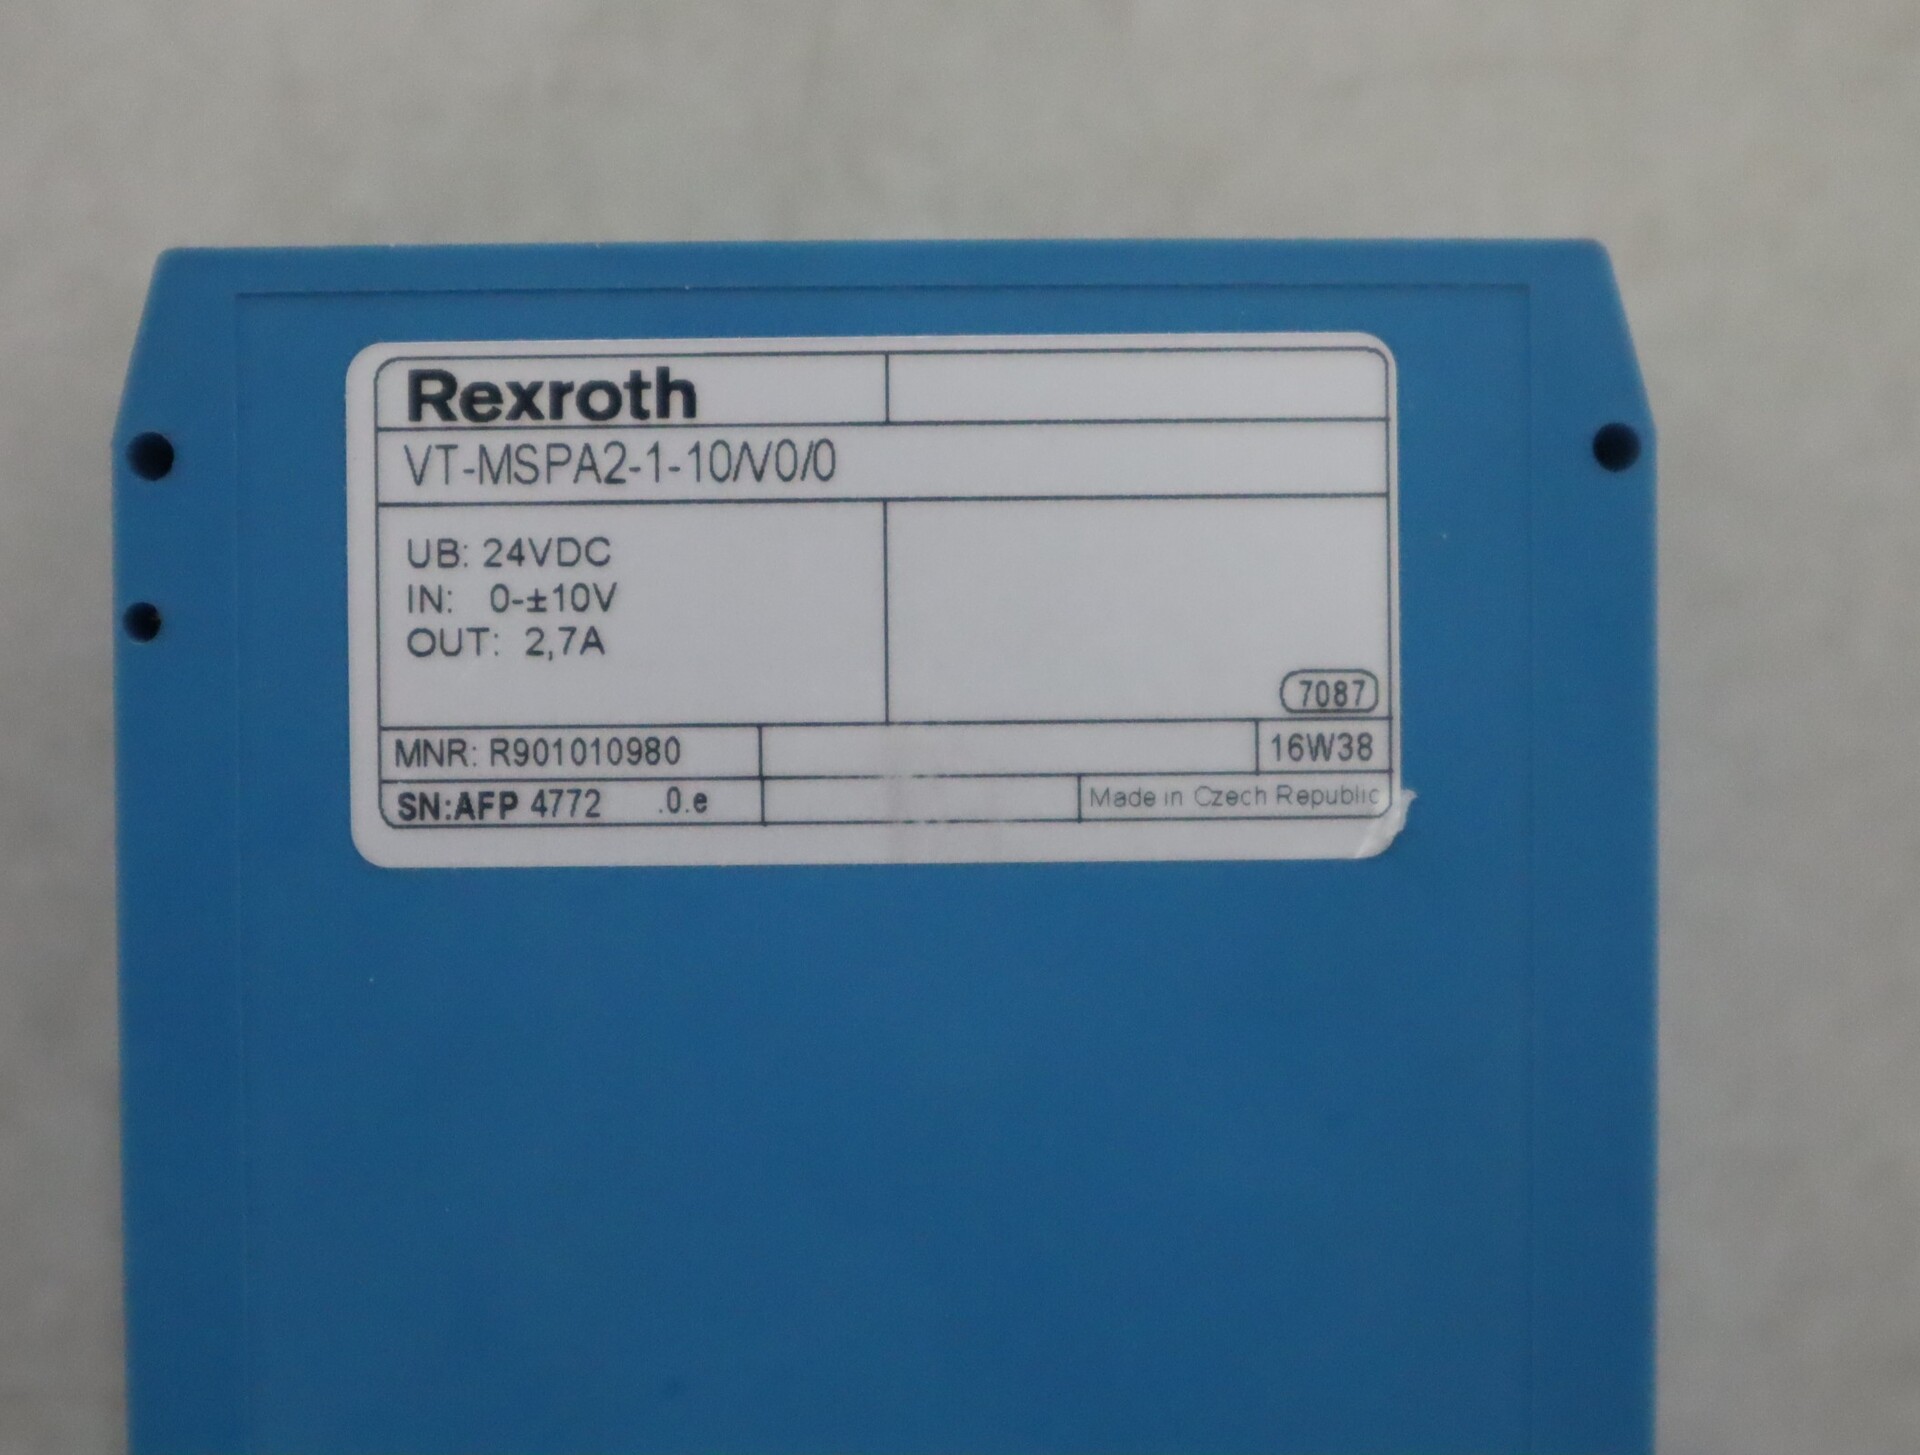 Rexroth
VT-MSPA2-1-10/V0/0
UB: 24VDC
IN: 0-±10V
OUT: 2,7A
7087
MNR: R901010980
16W38
SN:AFP 4772 .0.e
Made in Czech Republic